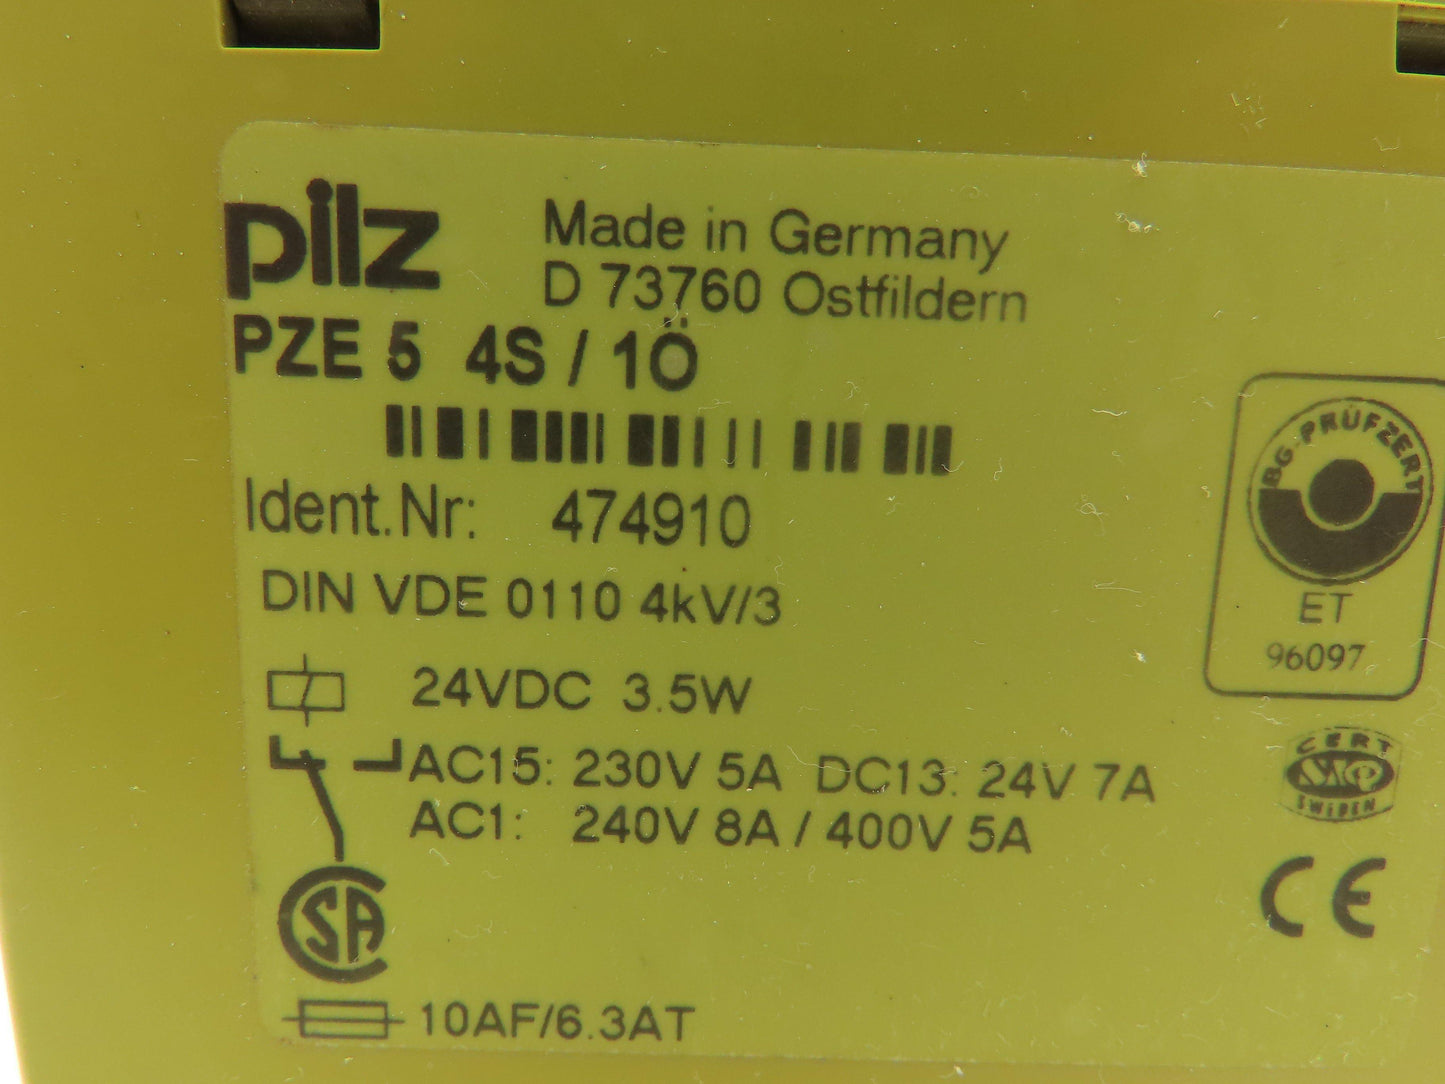 pilz
Made in Germany
D 73760 Ostfildern
PZE 5 4S / 1Ö
Ident.Nr: 474910
DIN VDE 0110 4kV/3
24VDC 3.5W
AC15: 230V 5A DC13: 24V 7A
AC1: 240V 8A / 400V 5A
SA
10AF/6.3AT
BG-PRÜFZERT
ET
96097
CERT
SWEDEN
CE